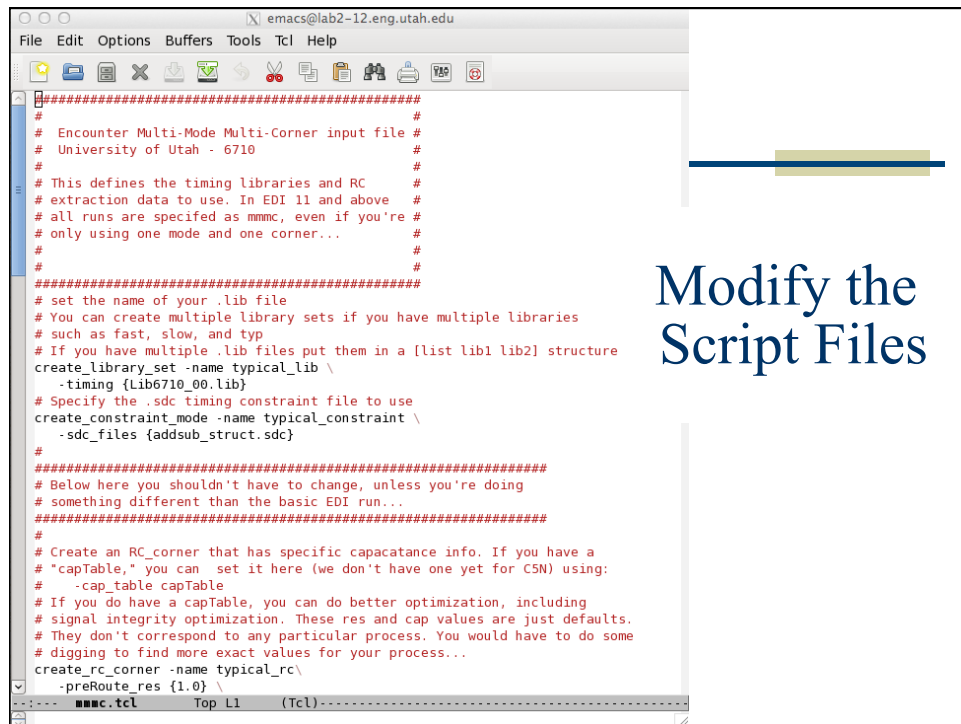 emacs@lab2-12.eng.utah.edu
File Edit Options Buffers Tools Tcl Help
#################################################
# #
# Encounter Multi-Mode Multi-Corner input file #
# University of Utah - 6710 #
# #
# This defines the timing libraries and RC #
# extraction data to use. In EDI 11 and above #
# all runs are specifed as mmmc, even if you're #
# only using one mode and one corner... #
# #
# #
#################################################
# set the name of your .lib file
# You can create multiple library sets if you have multiple libraries
# such as fast, slow, and typ
# If you have multiple .lib files put them in a [list lib1 lib2] structure
create_library_set -name typical_lib \
-timing {Lib6710_00.lib}
# Specify the .sdc timing constraint file to use
create_constraint_mode -name typical_constraint \
-sdc_files {addsub_struct.sdc}
#
#################################################################
# Below here you shouldn't have to change, unless you're doing
# something different than the basic EDI run...
#################################################################
#
# Create an RC_corner that has specific capacatance info. If you have a
# "capTable," you can set it here (we don't have one yet for C5N) using:
# -cap_table capTable
# If you do have a capTable, you can do better optimization, including
# signal integrity optimization. These res and cap values are just defaults.
# They don't correspond to any particular process. You would have to do some
# digging to find more exact values for your process...
create_rc_corner -name typical_rc\
-preRoute_res {1.0} \
--:--- mmmc.tcl Top L1 (Tcl)-----------------------------------------------
Modify the
Script Files